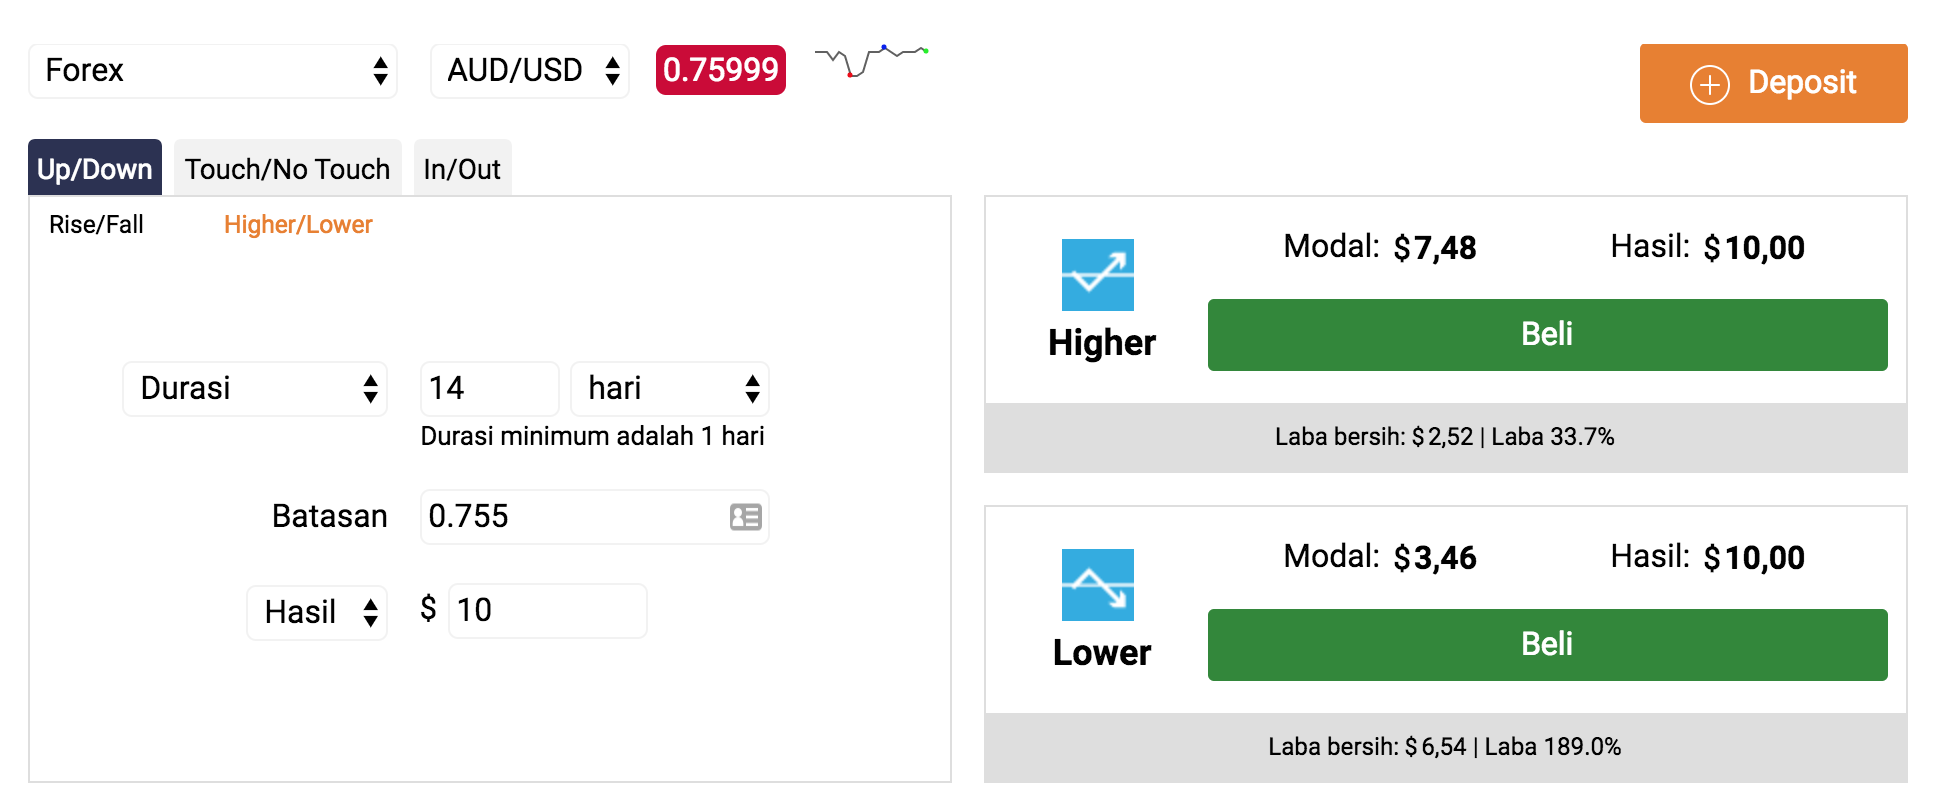 Forex
AUD/USD
0.75999
Deposit
Up/Down
Touch/No Touch
In/Out
Rise/Fall
Higher/Lower
Durasi
14
hari
Durasi minimum adalah 1 hari
Batasan
0.755
Hasil
$
10
Modal: $7,48
Hasil: $10,00
Higher
Beli
Laba bersih: $2,52 | Laba 33.7%
Modal: $3,46
Hasil: $10,00
Lower
Beli
Laba bersih: $6,54 | Laba 189.0%